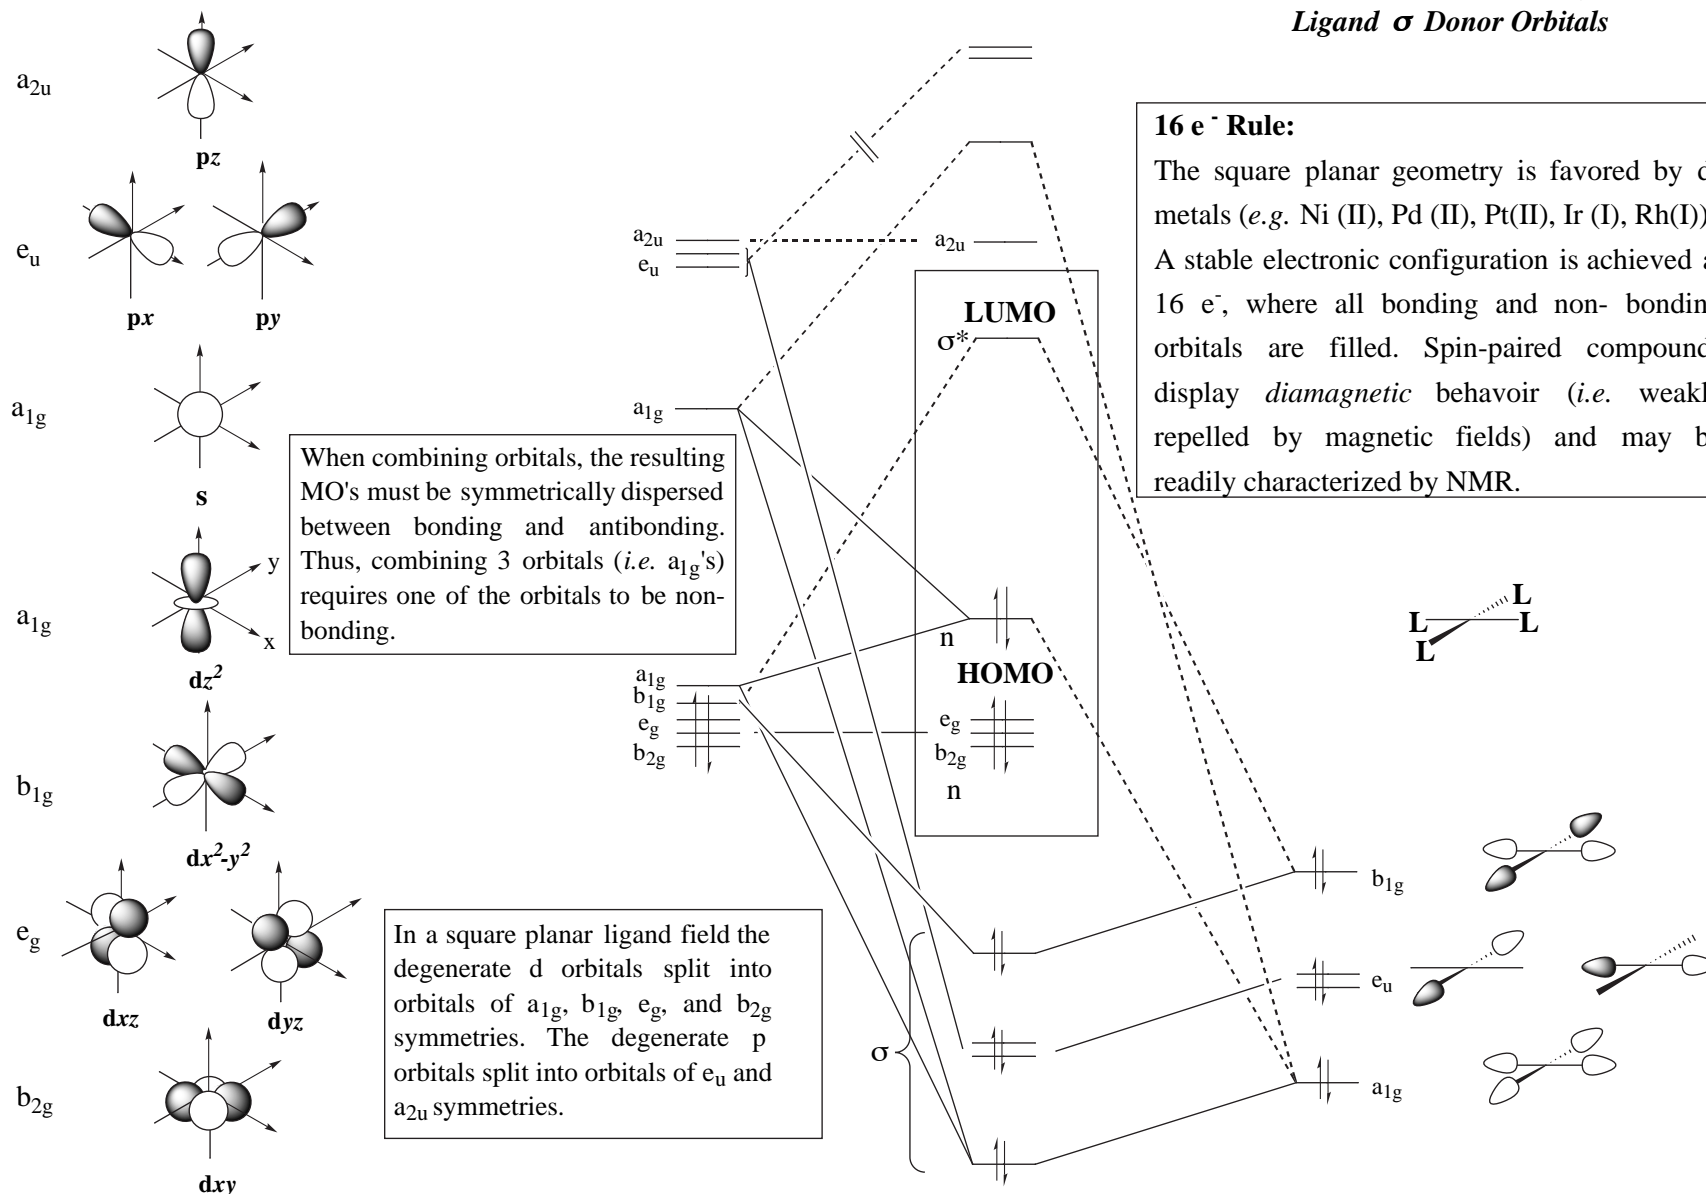 Ligand σ Donor Orbitals
a2u
pz
eu
px
py
a1g
s
a1g
y
x
dz2
b1g
dx2-y2
eg
dxz
dyz
b2g
dxy
When combining orbitals, the resulting
MO's must be symmetrically dispersed
between bonding and antibonding.
Thus, combining 3 orbitals (i.e. a1g's)
requires one of the orbitals to be non-
bonding.
In a square planar ligand field the
degenerate d orbitals split into
orbitals of a1g, b1g, eg, and b2g
symmetries. The degenerate p
orbitals split into orbitals of eu and
a2u symmetries.
a2u
eu
a1g
a1g
b1g
eg
b2g
a2u
LUMO
σ*
n
HOMO
eg
b2g
n
σ
16 e - Rule:
The square planar geometry is favored by d
metals (e.g. Ni (II), Pd (II), Pt(II), Ir (I), Rh(I))
A stable electronic configuration is achieved a
16 e-, where all bonding and non- bondin
orbitals are filled. Spin-paired compound
display diamagnetic behavoir (i.e. weakl
repelled by magnetic fields) and may b
readily characterized by NMR.
L
L
L
L
b1g
eu
a1g